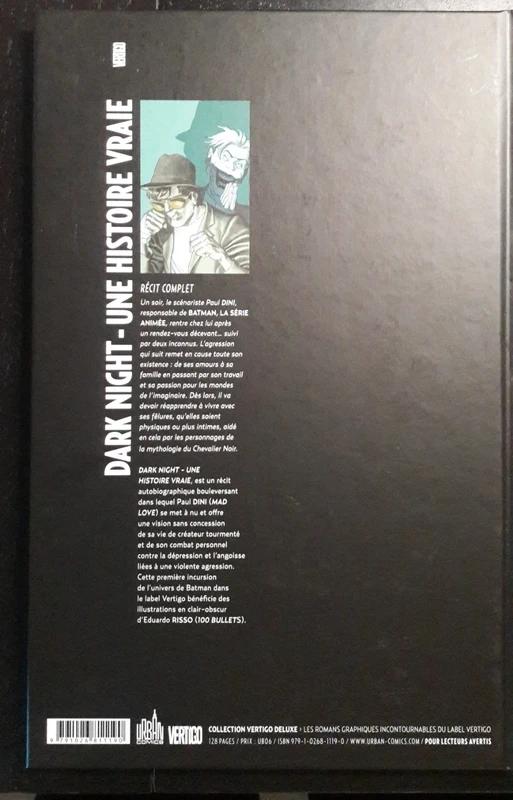 VERTIGO
DARK NIGHT - UNE HISTOIRE VRAIE
RÉCIT COMPLET
Un soir, le scénariste Paul DINI,
responsable de BATMAN, LA SÉRIE
ANIMÉE, rentre chez lui après
un rendez-vous décevant... suivi
par deux inconnus. L'agression
qui suit remet en cause toute son
existence : de ses amours à sa
famille en passant par son travail
et sa passion pour les mondes
de l'imaginaire. Dès lors, il va
devoir réapprendre à vivre avec
ses fêlures, qu'elles soient
physiques ou plus intimes, aidé
en cela par les personnages de
la mythologie du Chevalier Noir.
DARK NIGHT - UNE
HISTOIRE VRAIE, est un récit
autobiographique bouleversant
dans lequel Paul DINI (MAD
LOVE) se met à nu et offre
une vision sans concession
de sa vie de créateur tourmenté
et de son combat personnel
contre la dépression et l'angoisse
liées à une violente agression.
Cette première incursion
de l'univers de Batman dans
le label Vertigo bénéficie des
illustrations en clair-obscur
d'Eduardo RISSO (100 BULLETS).
9 791026 811190
URBAN
COMICS
VERTIGO
COLLECTION VERTIGO DELUXE > LES ROMANS GRAPHIQUES INCONTOURNABLES DU LABEL VERTIGO
128 PAGES / PRIX : UB06 / ISBN 979-1-0268-1119-0 / WWW.URBAN-COMICS.COM / POUR LECTEURS AVERTIS